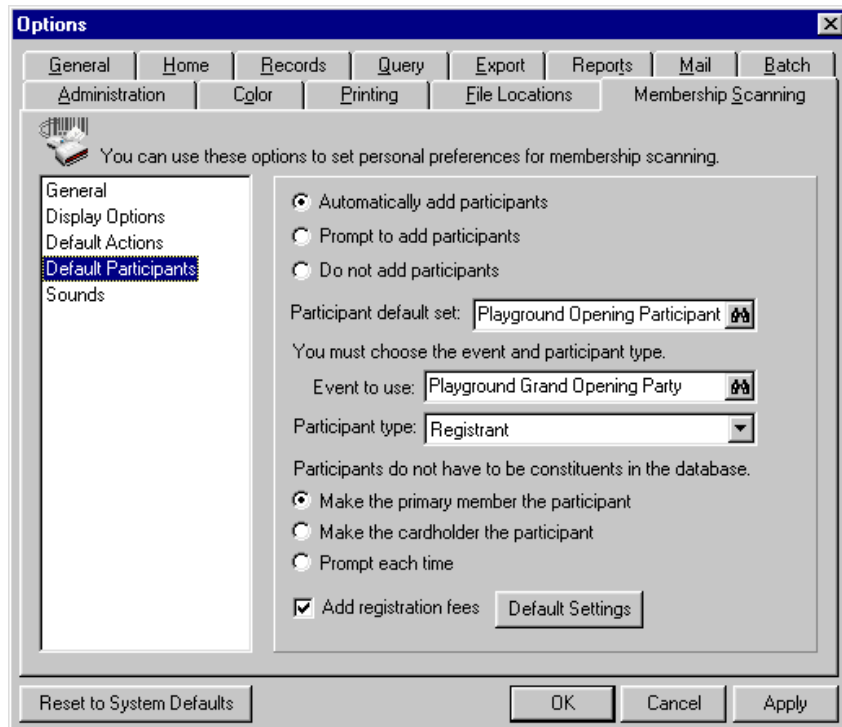 Options
General Home Records Query Export Reports Mail Batch
Administration Color Printing File Locations Membership Scanning
You can use these options to set personal preferences for membership scanning.
General
Display Options
Default Actions
Default Participants
Sounds
Automatically add participants
Prompt to add participants
Do not add participants
Participant default set: Playground Opening Participant
You must choose the event and participant type.
Event to use: Playground Grand Opening Party
Participant type: Registrant
Participants do not have to be constituents in the database.
Make the primary member the participant
Make the cardholder the participant
Prompt each time
Add registration fees Default Settings
Reset to System Defaults OK Cancel Apply